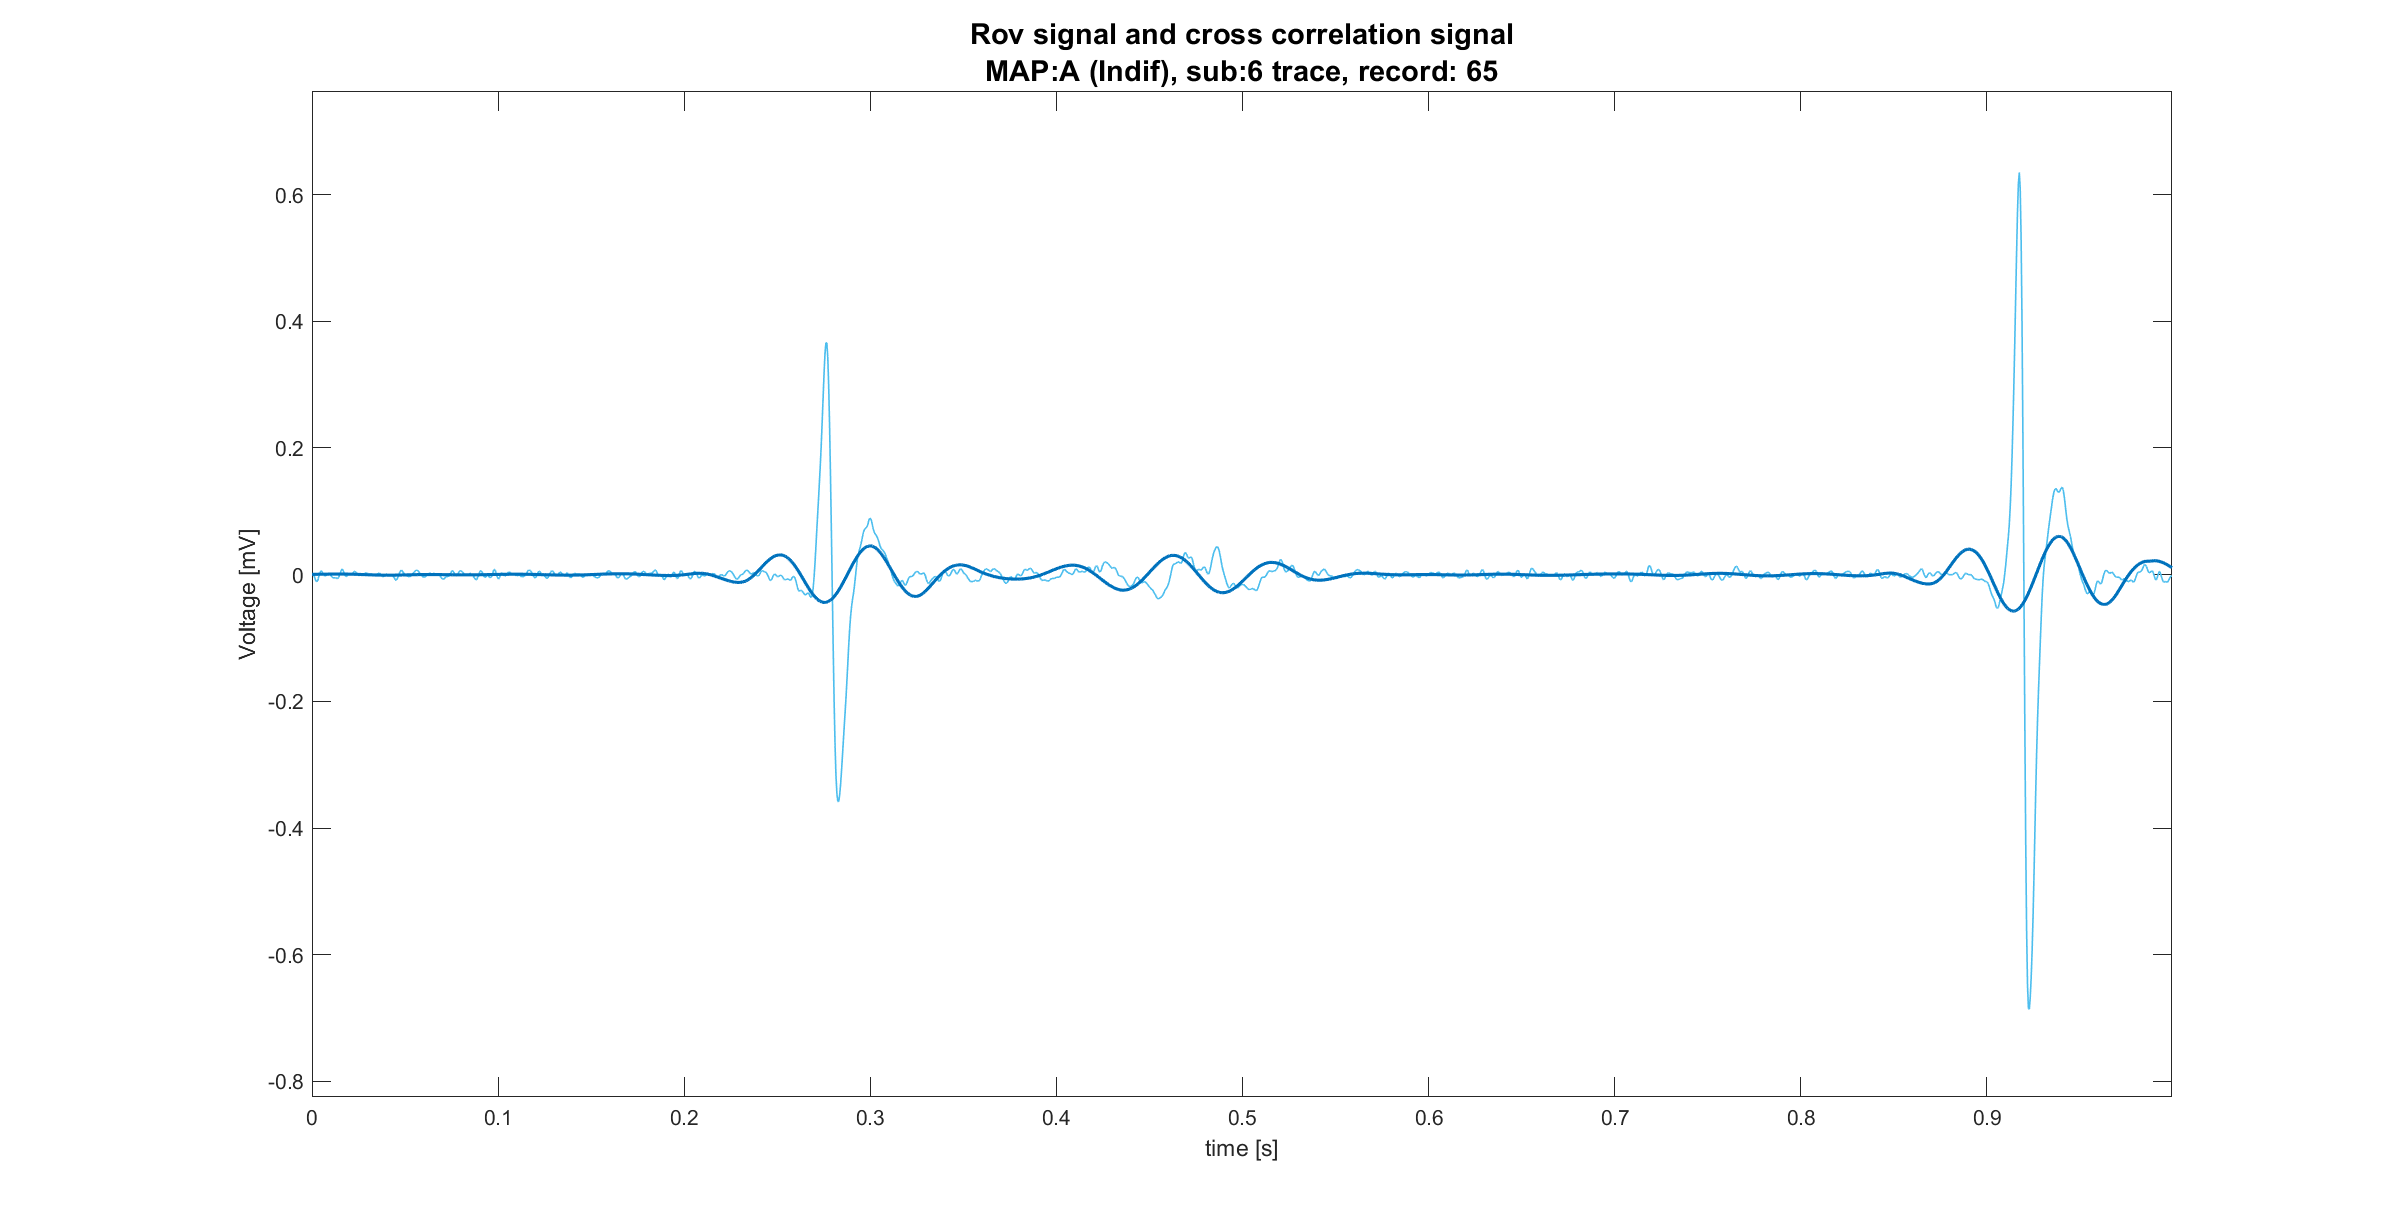 Rov signal and cross correlation signal
MAP:A (Indif), sub:6 trace, record: 65
Voltage [mV]
0.6
0.4
0.2
0
-0.2
-0.4
-0.6
-0.8
0 0.1 0.2 0.3 0.4 0.5 0.6 0.7 0.8 0.9
time [s]